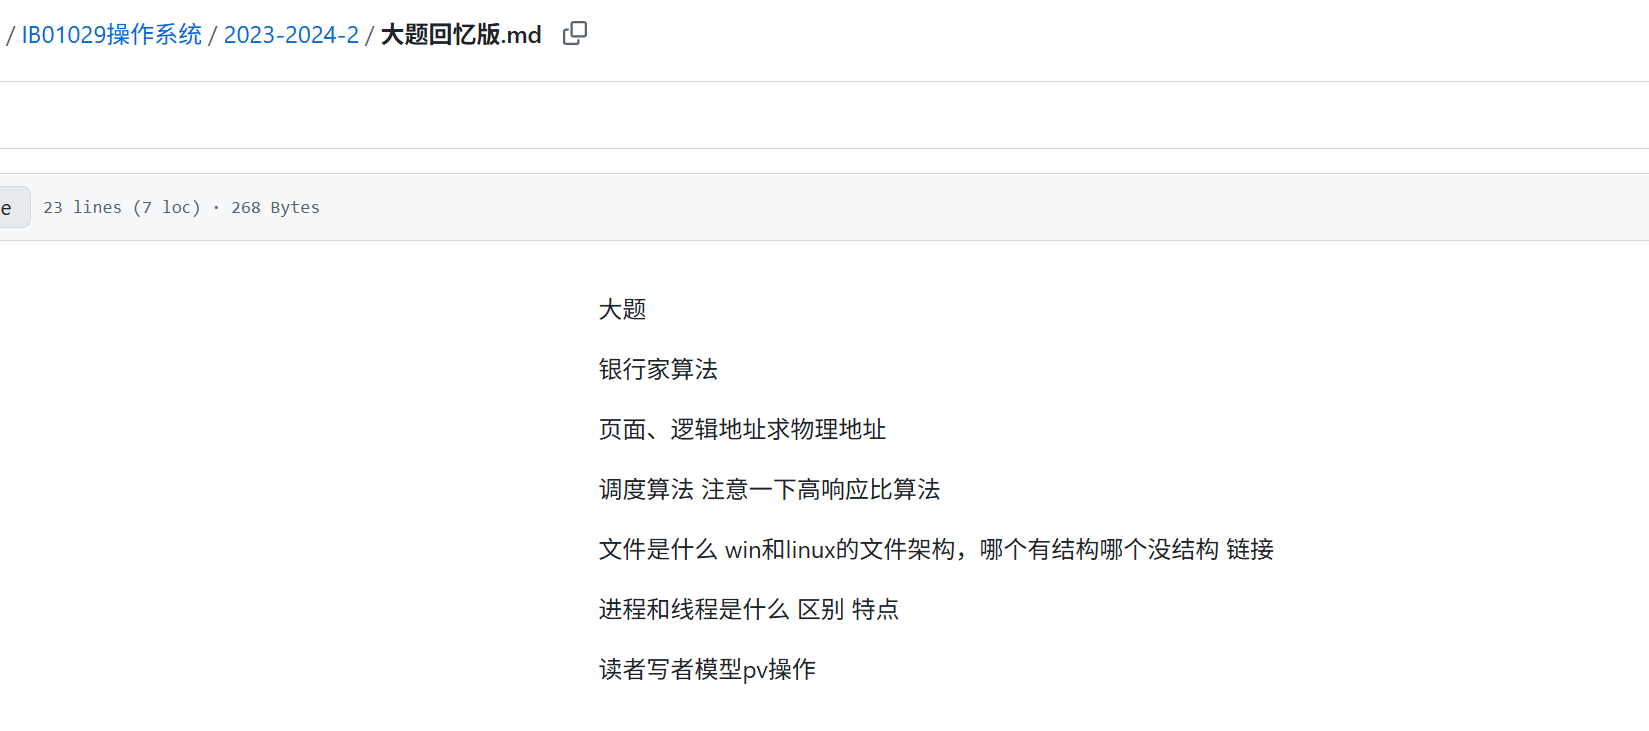 / IB01029操作系统 / 2023-2024-2 / 大题回忆版.md
e 23 lines (7 loc) · 268 Bytes
大题
银行家算法
页面、逻辑地址求物理地址
调度算法 注意一下高响应比算法
文件是什么 win和linux的文件架构，哪个有结构哪个没结构 链接
进程和线程是什么 区别 特点
读者写者模型pv操作